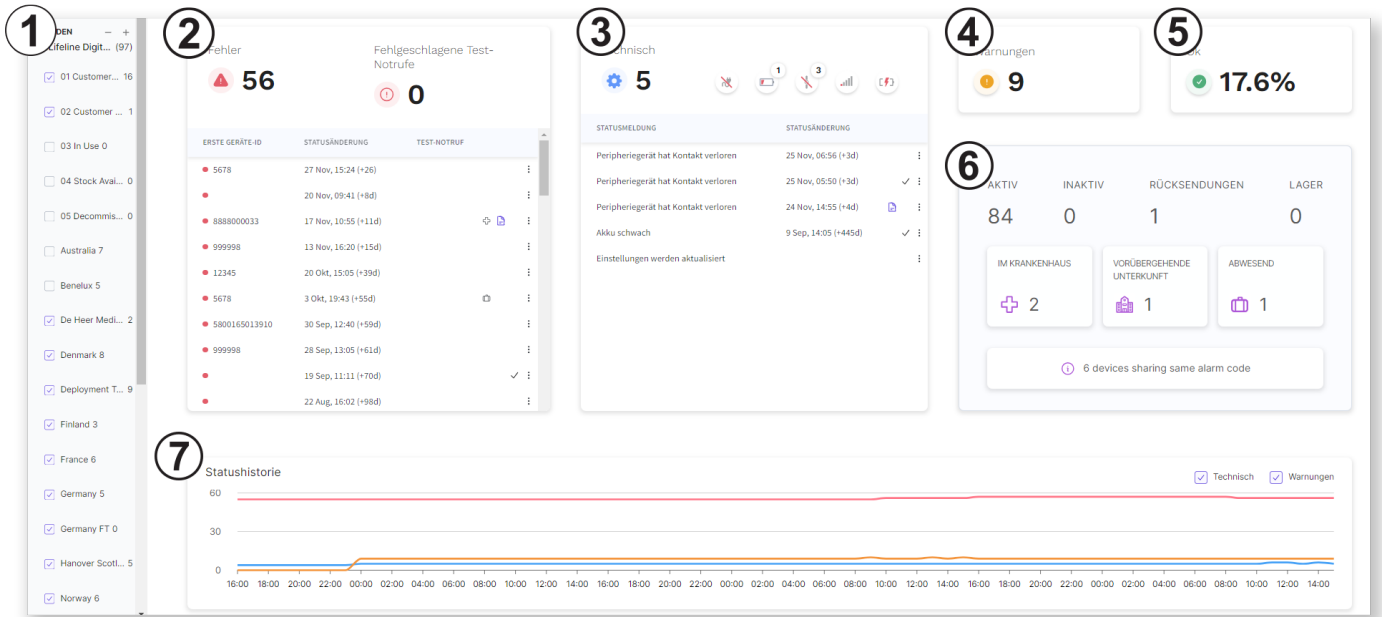 1
DEN − +
Lifeline Digit... (97)
01 Customer... 16
02 Customer ... 1
03 In Use 0
04 Stock Avai... 0
05 Decommis... 0
Australia 7
Benelux 5
De Heer Medi... 2
Denmark 8
Deployment T... 9
Finland 3
France 6
Germany 5
Germany FT 0
Hanover Scotl... 5
Norway 6
2
Fehler
56
Fehlgeschlagene Test-
Notrufe
0
ERSTE GERÄTE-ID STATUSÄNDERUNG TEST-NOTRUF
5678 27 Nov, 15:24 (+26)
20 Nov, 09:41 (+8d)
8888000033 17 Nov, 10:55 (+11d)
999998 13 Nov, 16:20 (+15d)
12345 20 Okt, 15:05 (+39d)
5678 3 Okt, 19:43 (+55d)
5800165013910 30 Sep, 12:40 (+59d)
999998 28 Sep, 13:05 (+61d)
19 Sep, 11:11 (+70d)
22 Aug, 16:02 (+98d)
3
Technisch
5
1
3
STATUSMELDUNG STATUSÄNDERUNG
Peripheriegerät hat Kontakt verloren 25 Nov, 06:56 (+3d)
Peripheriegerät hat Kontakt verloren 25 Nov, 05:50 (+3d)
Peripheriegerät hat Kontakt verloren 24 Nov, 14:55 (+4d)
Akku schwach 9 Sep, 14:05 (+445d)
Einstellungen werden aktualisiert
4
Warnungen
9
5
Ok
17.6%
6
AKTIV INAKTIV RÜCKSENDUNGEN LAGER
84 0 1 0
IM KRANKENHAUS
2
VORÜBERGEHENDE
UNTERKUNFT
1
ABWESEND
1
6 devices sharing same alarm code
7
Statushistorie
Technisch Warnungen
60
30
0
16:00 18:00 20:00 22:00 00:00 02:00 04:00 06:00 08:00 10:00 12:00 14:00 16:00 18:00 20:00 22:00 00:00 02:00 04:00 06:00 08:00 10:00 12:00 14:00 16:00 18:00 20:00 22:00 00:00 02:00 04:00 06:00 08:00 10:00 12:00 14:00